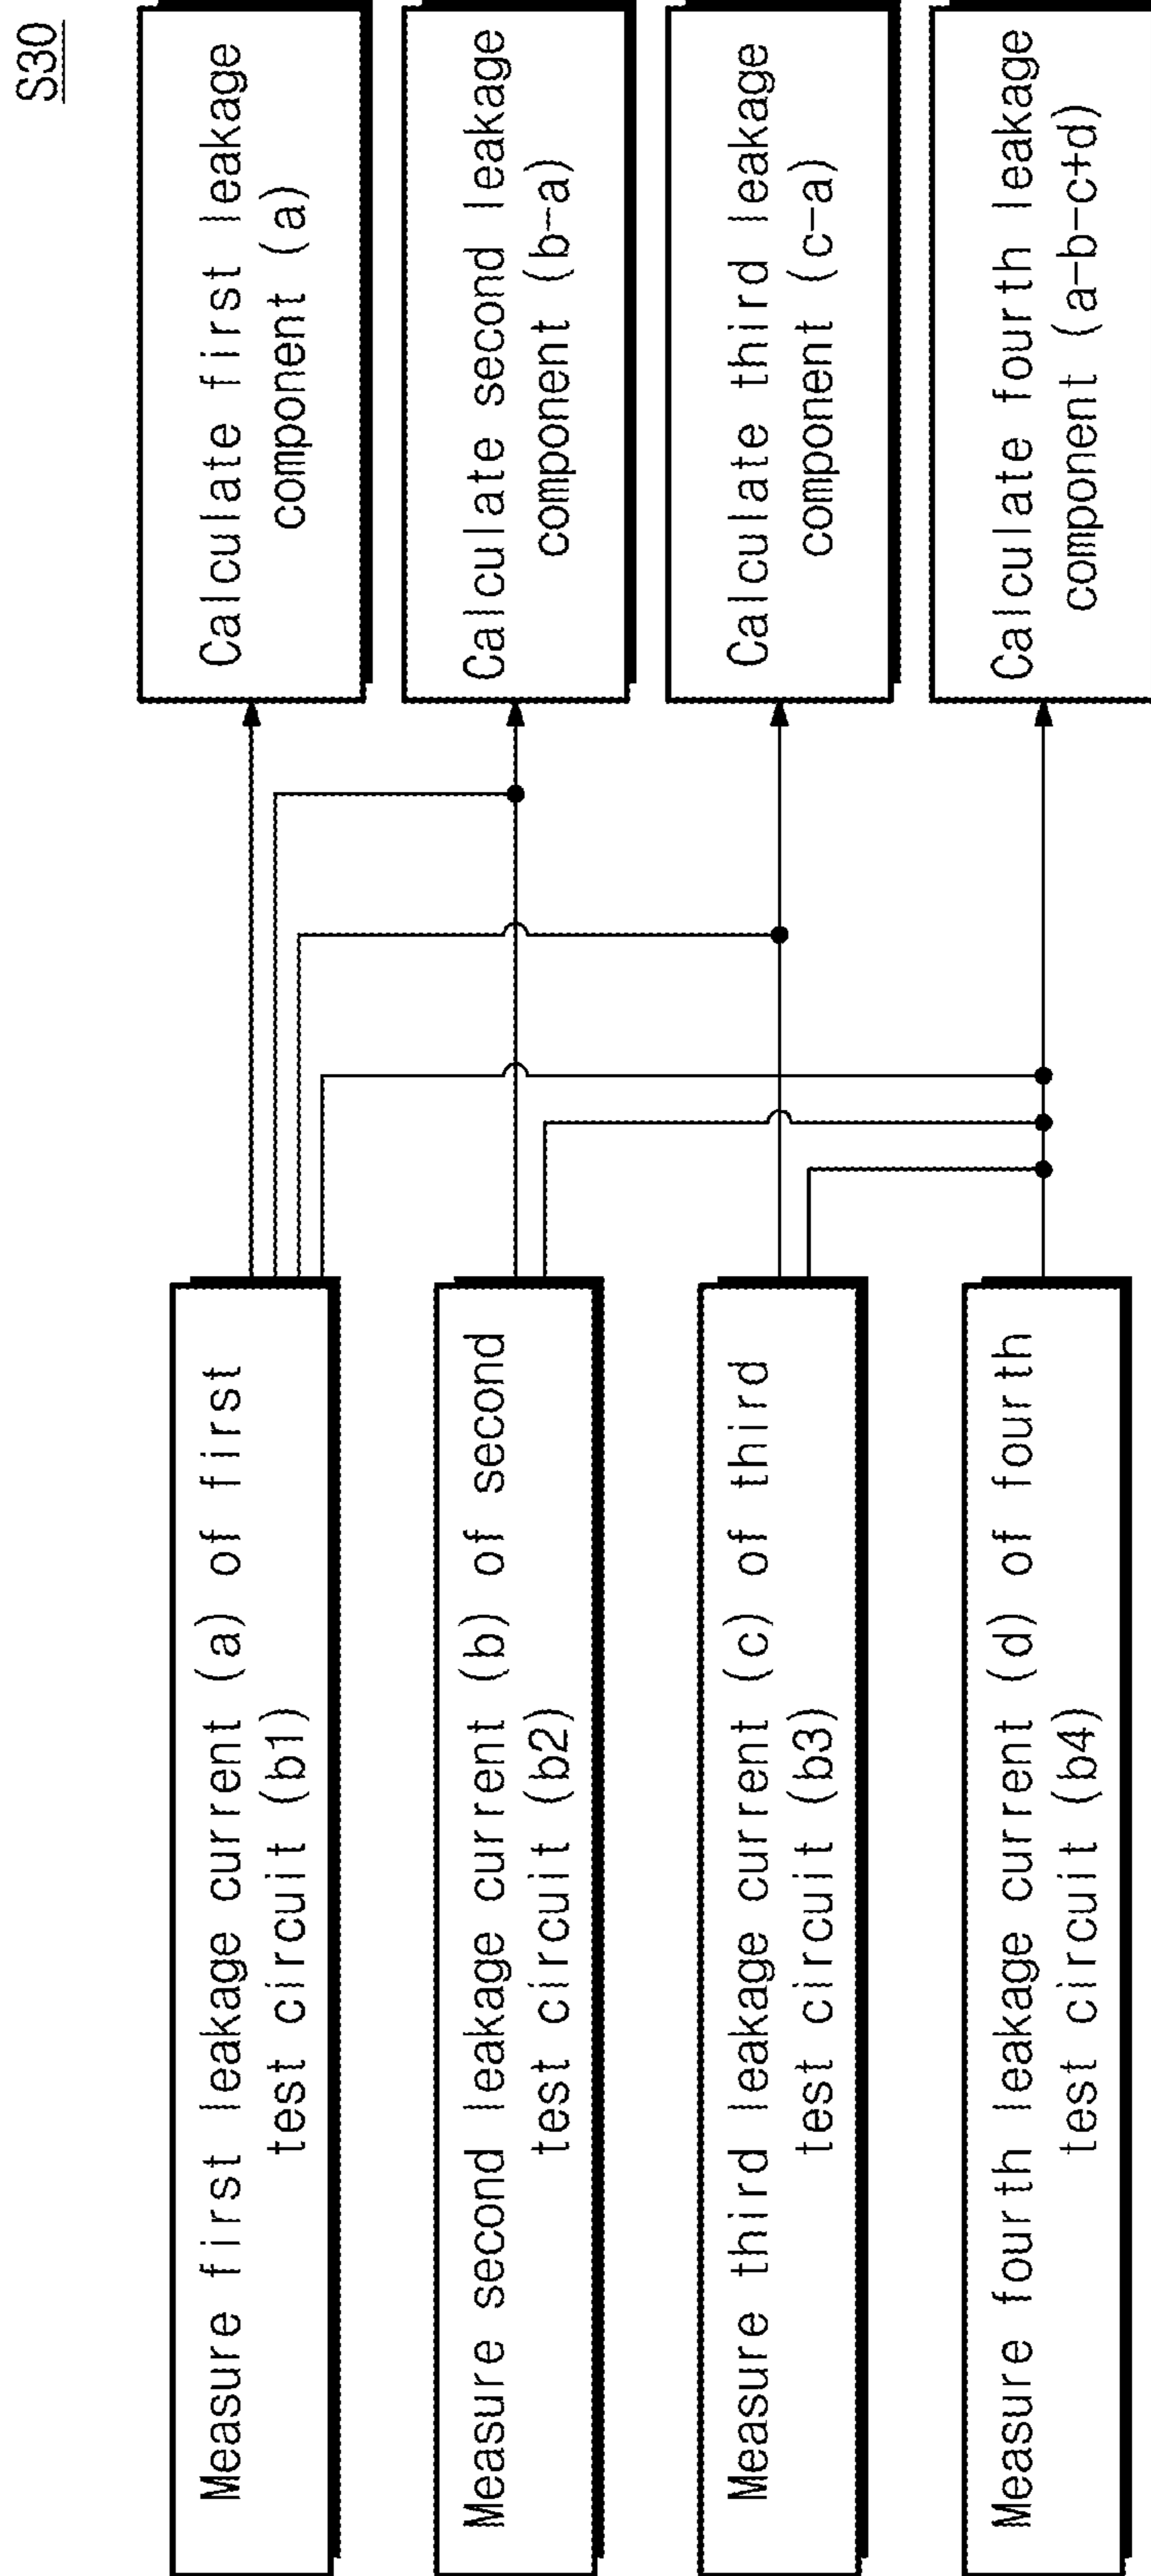 S30
Measure first leakage current (a) of first
test circuit (b1)
Calculate first leakage
component (a)
Measure second leakage current (b) of second
test circuit (b2)
Calculate second leakage
component (b-a)
Measure third leakage current (c) of third
test circuit (b3)
Calculate third leakage
component (c-a)
Measure fourth leakage current (d) of fourth
test circuit (b4)
Calculate fourth leakage
component (a-b-c+d)